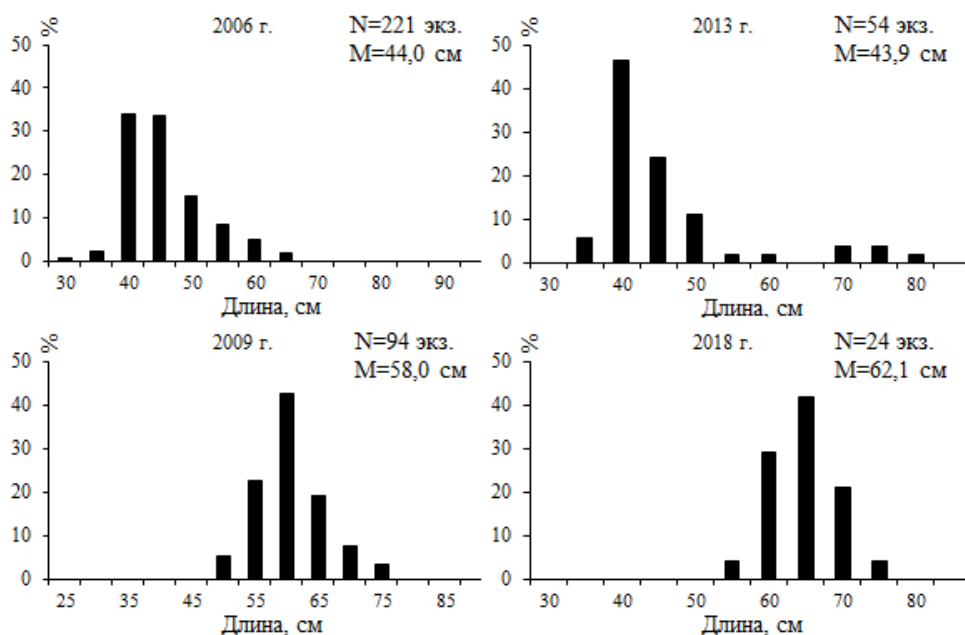 % 2006 г. N=221 экз.
M=44,0 см
50
40
30
20
10
0
30 40 50 60 70 80 90
Длина, см
% 2013 г. N=54 экз.
M=43,9 см
50
40
30
20
10
0
30 40 50 60 70 80
Длина, см
% 2009 г. N=94 экз.
M=58,0 см
50
40
30
20
10
0
25 35 45 55 65 75 85
Длина, см
% 2018 г. N=24 экз.
M=62,1 см
50
40
30
20
10
0
30 40 50 60 70 80
Длина, см